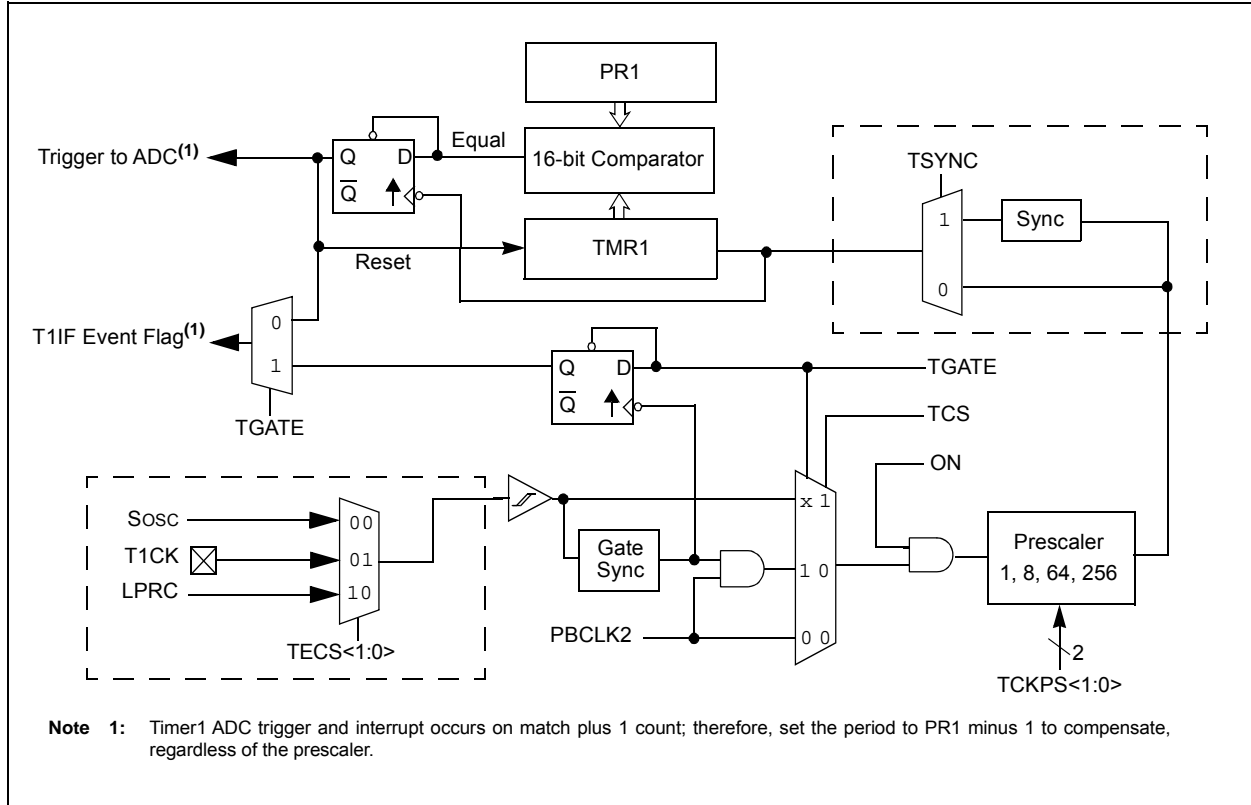 PR1
16-bit Comparator
Equal
Q D
Q
Trigger to ADC(1)
TMR1
Reset
TSYNC
1
Sync
0
T1IF Event Flag(1)
0
1
TGATE
Q D
Q
TGATE
TCS
ON
SOSC
T1CK
LPRC
00
01
10
TECS<1:0>
Gate
Sync
PBCLK2
x 1
1 0
0 0
Prescaler
1, 8, 64, 256
2
TCKPS<1:0>
Note 1: Timer1 ADC trigger and interrupt occurs on match plus 1 count; therefore, set the period to PR1 minus 1 to compensate,
regardless of the prescaler.